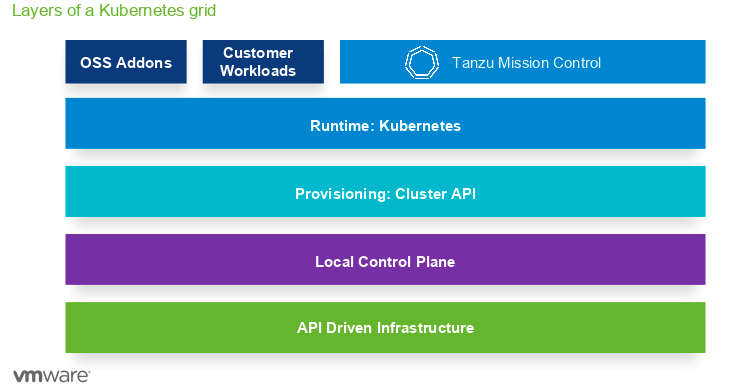 Layers of a Kubernetes grid
OSS Addons
Customer
Workloads
Tanzu Mission Control
Runtime: Kubernetes
Provisioning: Cluster API
Local Control Plane
API Driven Infrastructure
vmware®